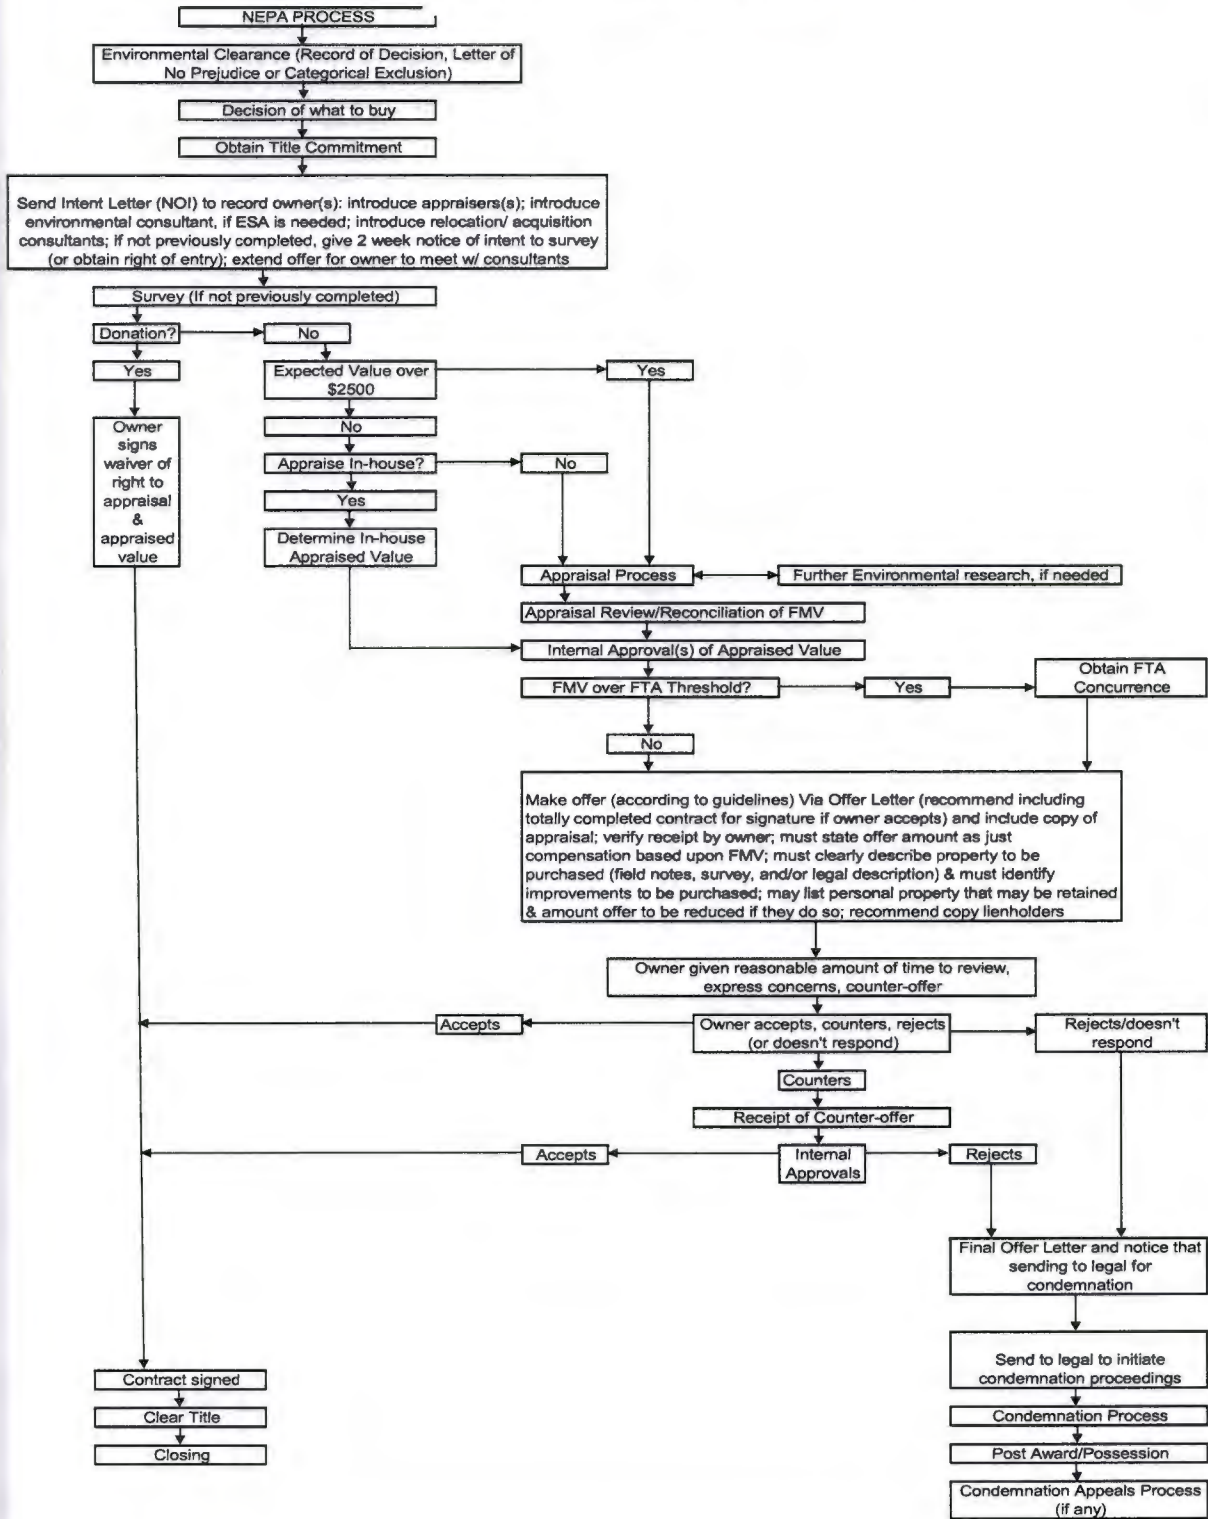 NEPA PROCESS
Environmental Clearance (Record of Decision, Letter of
No Prejudice or Categorical Exclusion)
Decision of what to buy
Obtain Title Commitment
Send Intent Letter (NOI) to record owner(s): introduce appraisers(s); introduce
environmental consultant, if ESA is needed; introduce relocation/ acquisition
consultants; if not previously completed, give 2 week notice of intent to survey
(or obtain right of entry); extend offer for owner to meet w/ consultants
Survey (If not previously completed)
Donation?
No
Yes
Expected Value over
$2500
Yes
Owner
signs
waiver of
right to
appraisal
&
appraised
value
No
Appraise In-house?
No
Yes
Determine In-house
Appraised Value
Appraisal Process
Further Environmental research, if needed
Appraisal Review/Reconciliation of FMV
Internal Approval(s) of Appraised Value
FMV over FTA Threshold?
Yes
Obtain FTA
Concurrence
No
Make offer (according to guidelines) Via Offer Letter (recommend including
totally completed contract for signature if owner accepts) and include copy of
appraisal; verify receipt by owner; must state offer amount as just
compensation based upon FMV; must clearly describe property to be
purchased (field notes, survey, and/or legal description) & must identify
improvements to be purchased; may list personal property that may be retained
& amount offer to be reduced if they do so; recommend copy lienholders
Owner given reasonable amount of time to review,
express concerns, counter-offer
Accepts
Owner accepts, counters, rejects
(or doesn't respond)
Rejects/doesn't
respond
Counters
Receipt of Counter-offer
Accepts
Internal
Approvals
Rejects
Final Offer Letter and notice that
sending to legal for
condemnation
Send to legal to initiate
condemnation proceedings
Contract signed
Clear Title
Closing
Condemnation Process
Post Award/Possession
Condemnation Appeals Process
(if any)